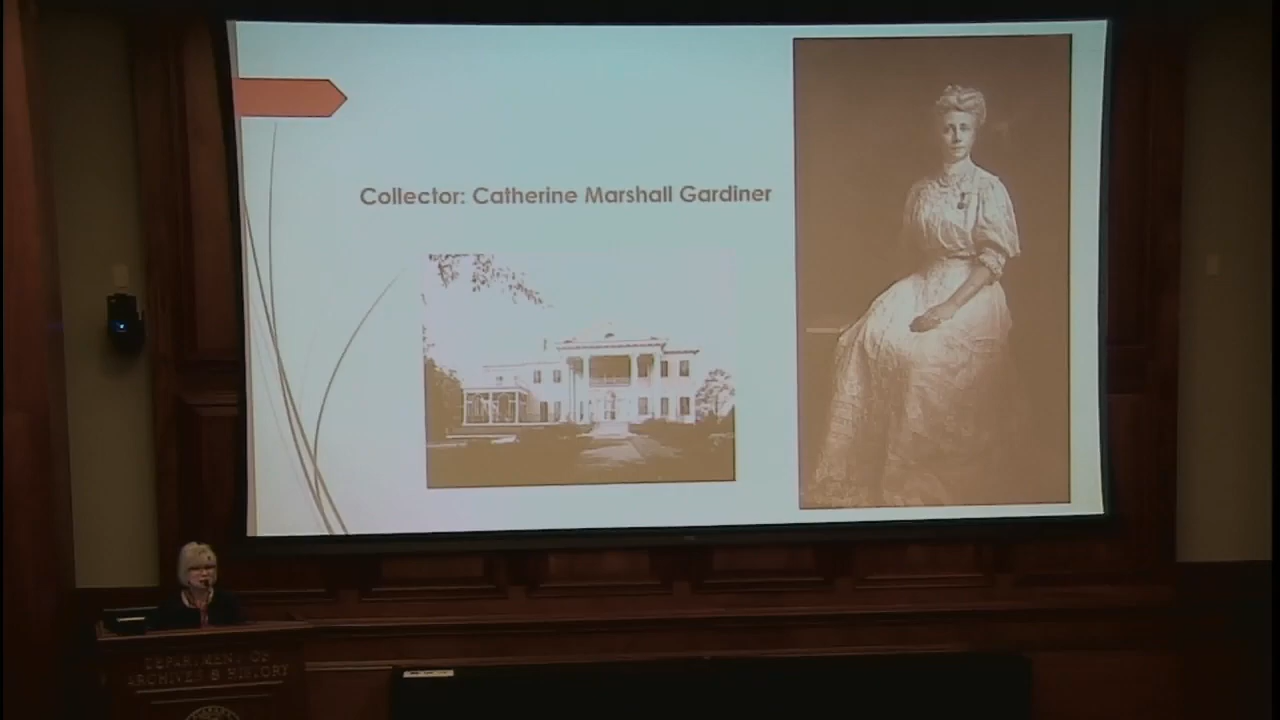 Collector: Catherine Marshall Gardiner
DEPARTMENT OF
ARCHIVES & HISTORY